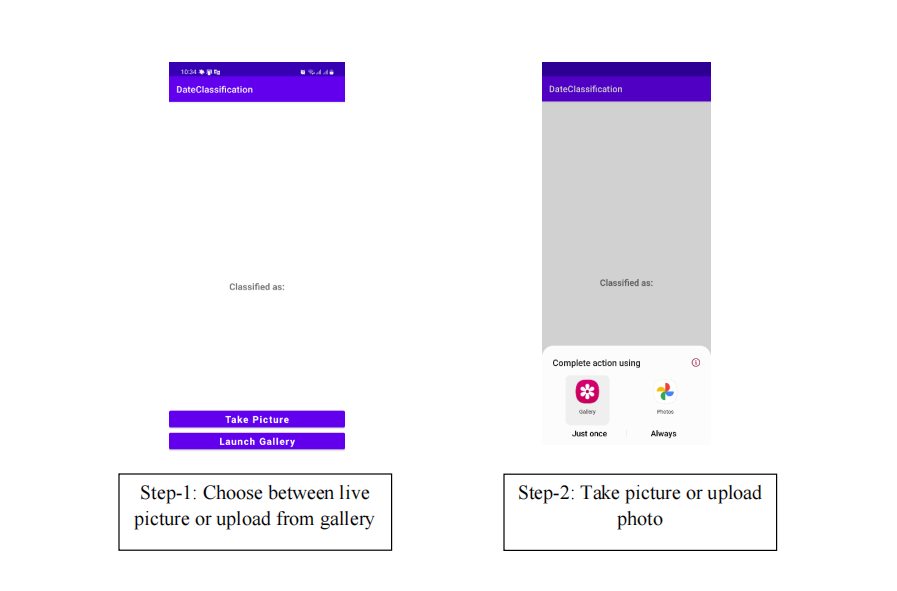 10:34
DateClassification
Classified as:
Take Picture
Launch Gallery
Step-1: Choose between live
picture or upload from gallery
DateClassification
Classified as:
Complete action using
Gallery
Photos
Just once
Always
Step-2: Take picture or upload
photo